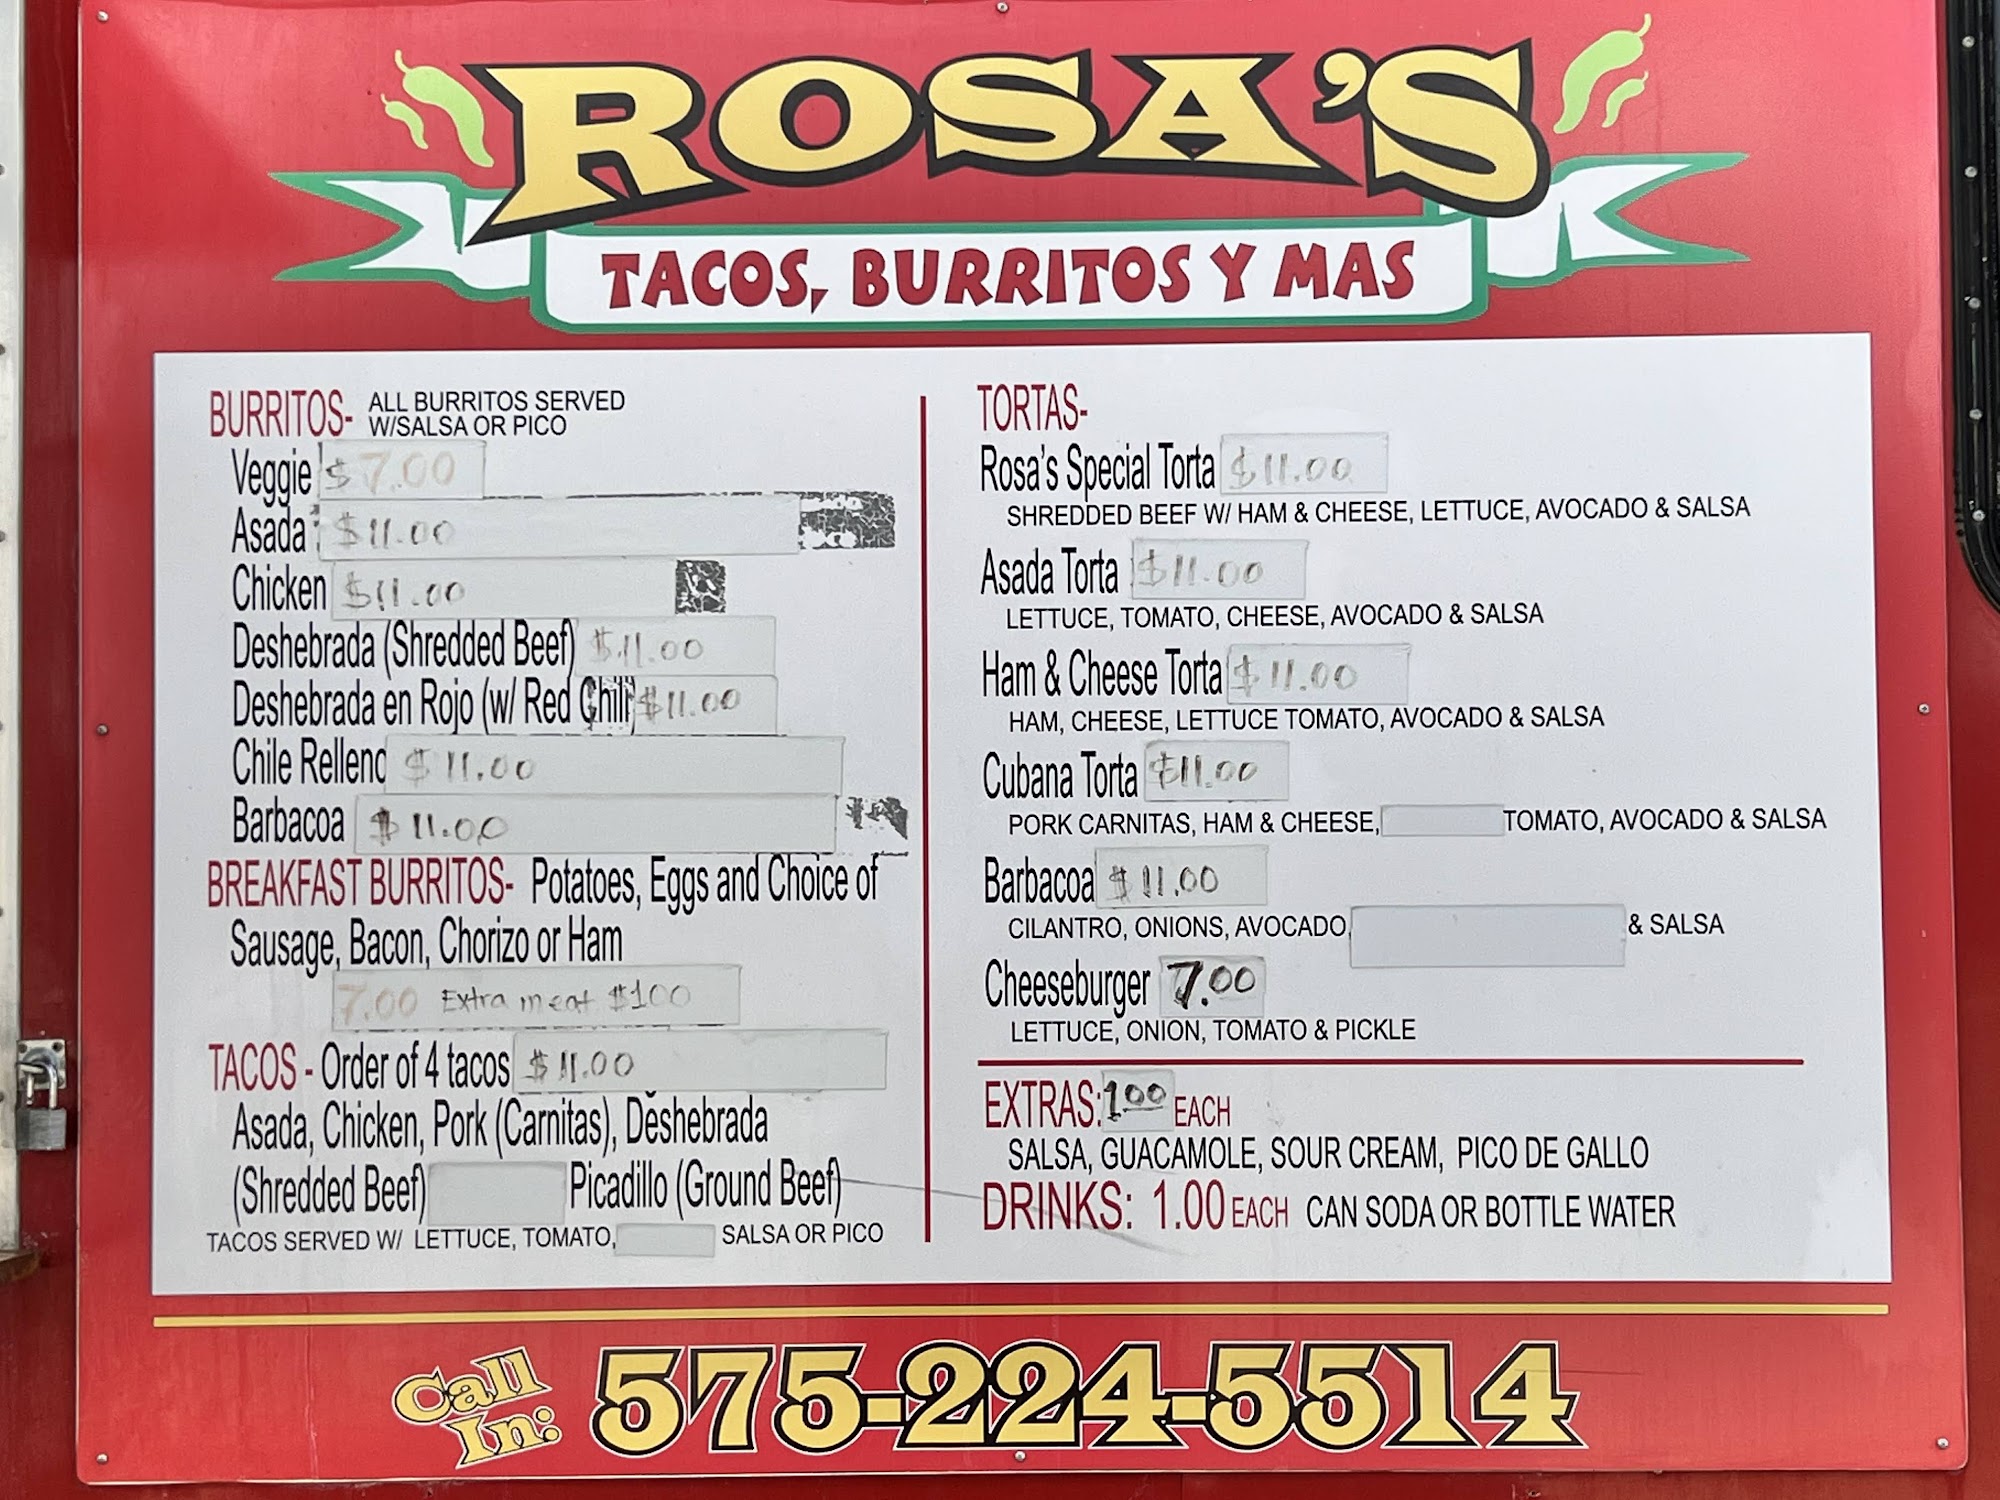 ROSA'S
TACOS, BURRITOS Y MAS
BURRITOS- ALL BURRITOS SERVED
W/SALSA OR PICO
Veggie $7.00
Asada $11.00
Chicken $11.00
Deshebrada (Shredded Beef) $11.00
Deshebrada en Rojo (w/ Red Chili $11.00
Chile Relleno $11.00
Barbacoa $11.00
BREAKFAST BURRITOS- Potatoes, Eggs and Choice of
Sausage, Bacon, Chorizo or Ham
7.00 Extra meat $100
TACOS - Order of 4 tacos $11.00
Asada, Chicken, Pork (Carnitas), Deshebrada
(Shredded Beef) Picadillo (Ground Beef)
TACOS SERVED W/ LETTUCE, TOMATO, SALSA OR PICO
TORTAS-
Rosa's Special Torta $11.00
SHREDDED BEEF W/ HAM & CHEESE, LETTUCE, AVOCADO & SALSA
Asada Torta $11.00
LETTUCE, TOMATO, CHEESE, AVOCADO & SALSA
Ham & Cheese Torta $11.00
HAM, CHEESE, LETTUCE TOMATO, AVOCADO & SALSA
Cubana Torta $11.00
PORK CARNITAS, HAM & CHEESE, TOMATO, AVOCADO & SALSA
Barbacoa $11.00
CILANTRO, ONIONS, AVOCADO, & SALSA
Cheeseburger 7.00
LETTUCE, ONION, TOMATO & PICKLE
EXTRAS: 1.00 EACH
SALSA, GUACAMOLE, SOUR CREAM, PICO DE GALLO
DRINKS: 1.00 EACH CAN SODA OR BOTTLE WATER
Call In: 575-224-5514